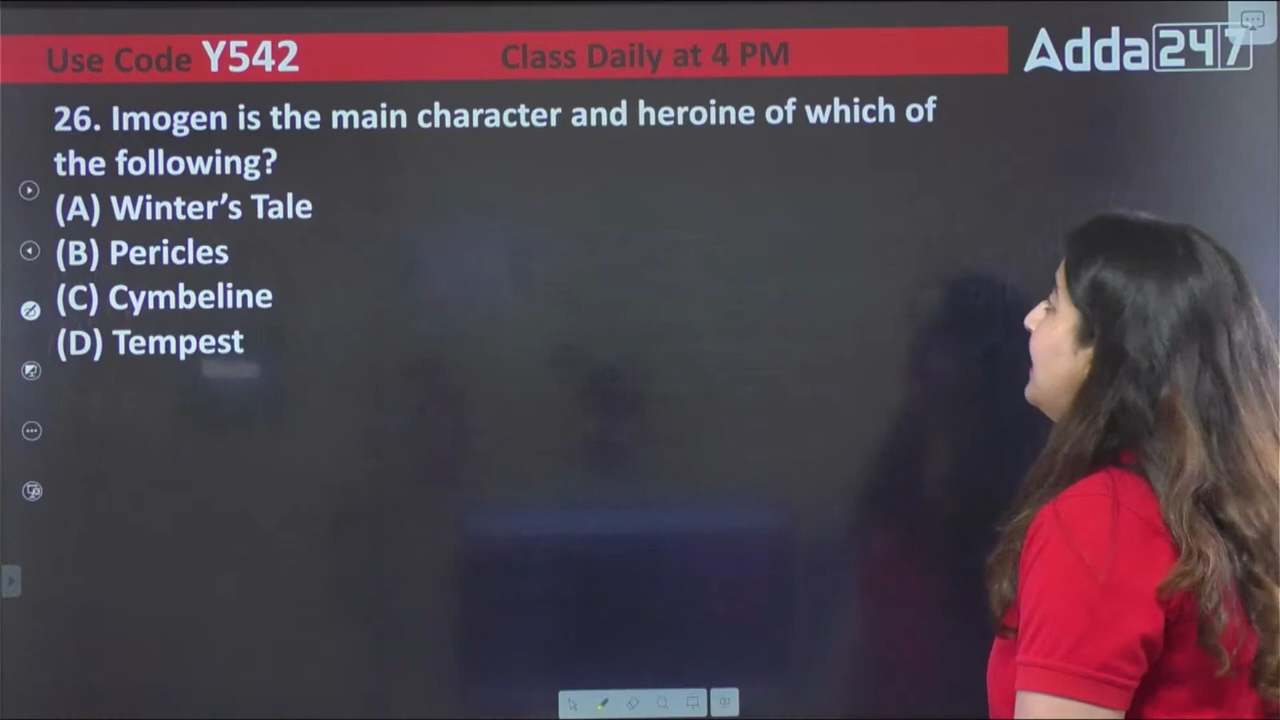 Use Code Y542 Class Daily at 4 PM
Adda247
26. Imogen is the main character and heroine of which of
the following?
(A) Winter’s Tale
(B) Pericles
(C) Cymbeline
(D) Tempest